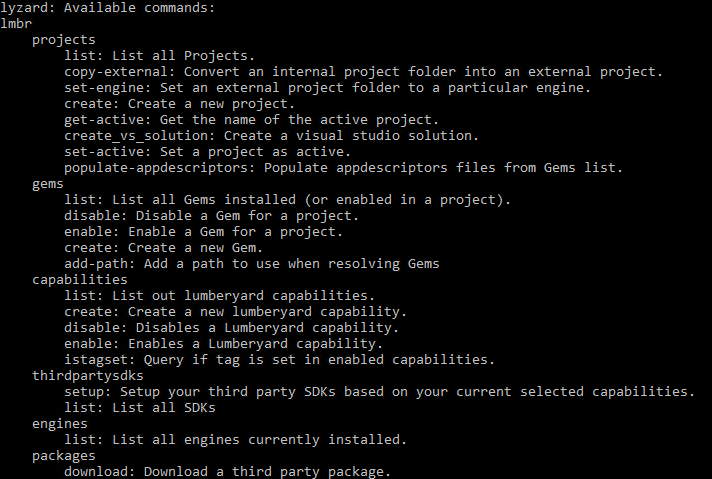 lyzard: Available commands:
lmbr
projects
list: List all Projects.
copy-external: Convert an internal project folder into an external project.
set-engine: Set an external project folder to a particular engine.
create: Create a new project.
get-active: Get the name of the active project.
create_vs_solution: Create a visual studio solution.
set-active: Set a project as active.
populate-appdescriptors: Populate appdescriptors files from Gems list.
gems
list: List all Gems installed (or enabled in a project).
disable: Disable a Gem for a project.
enable: Enable a Gem for a project.
create: Create a new Gem.
add-path: Add a path to use when resolving Gems
capabilities
list: List out lumberyard capabilities.
create: Create a new lumberyard capability.
disable: Disables a Lumberyard capability.
enable: Enables a Lumberyard capability.
istagset: Query if tag is set in enabled capabilities.
thirdpartysdks
setup: Setup your third party SDKs based on your current selected capabilities.
list: List all SDKs
engines
list: List all engines currently installed.
packages
download: Download a third party package.